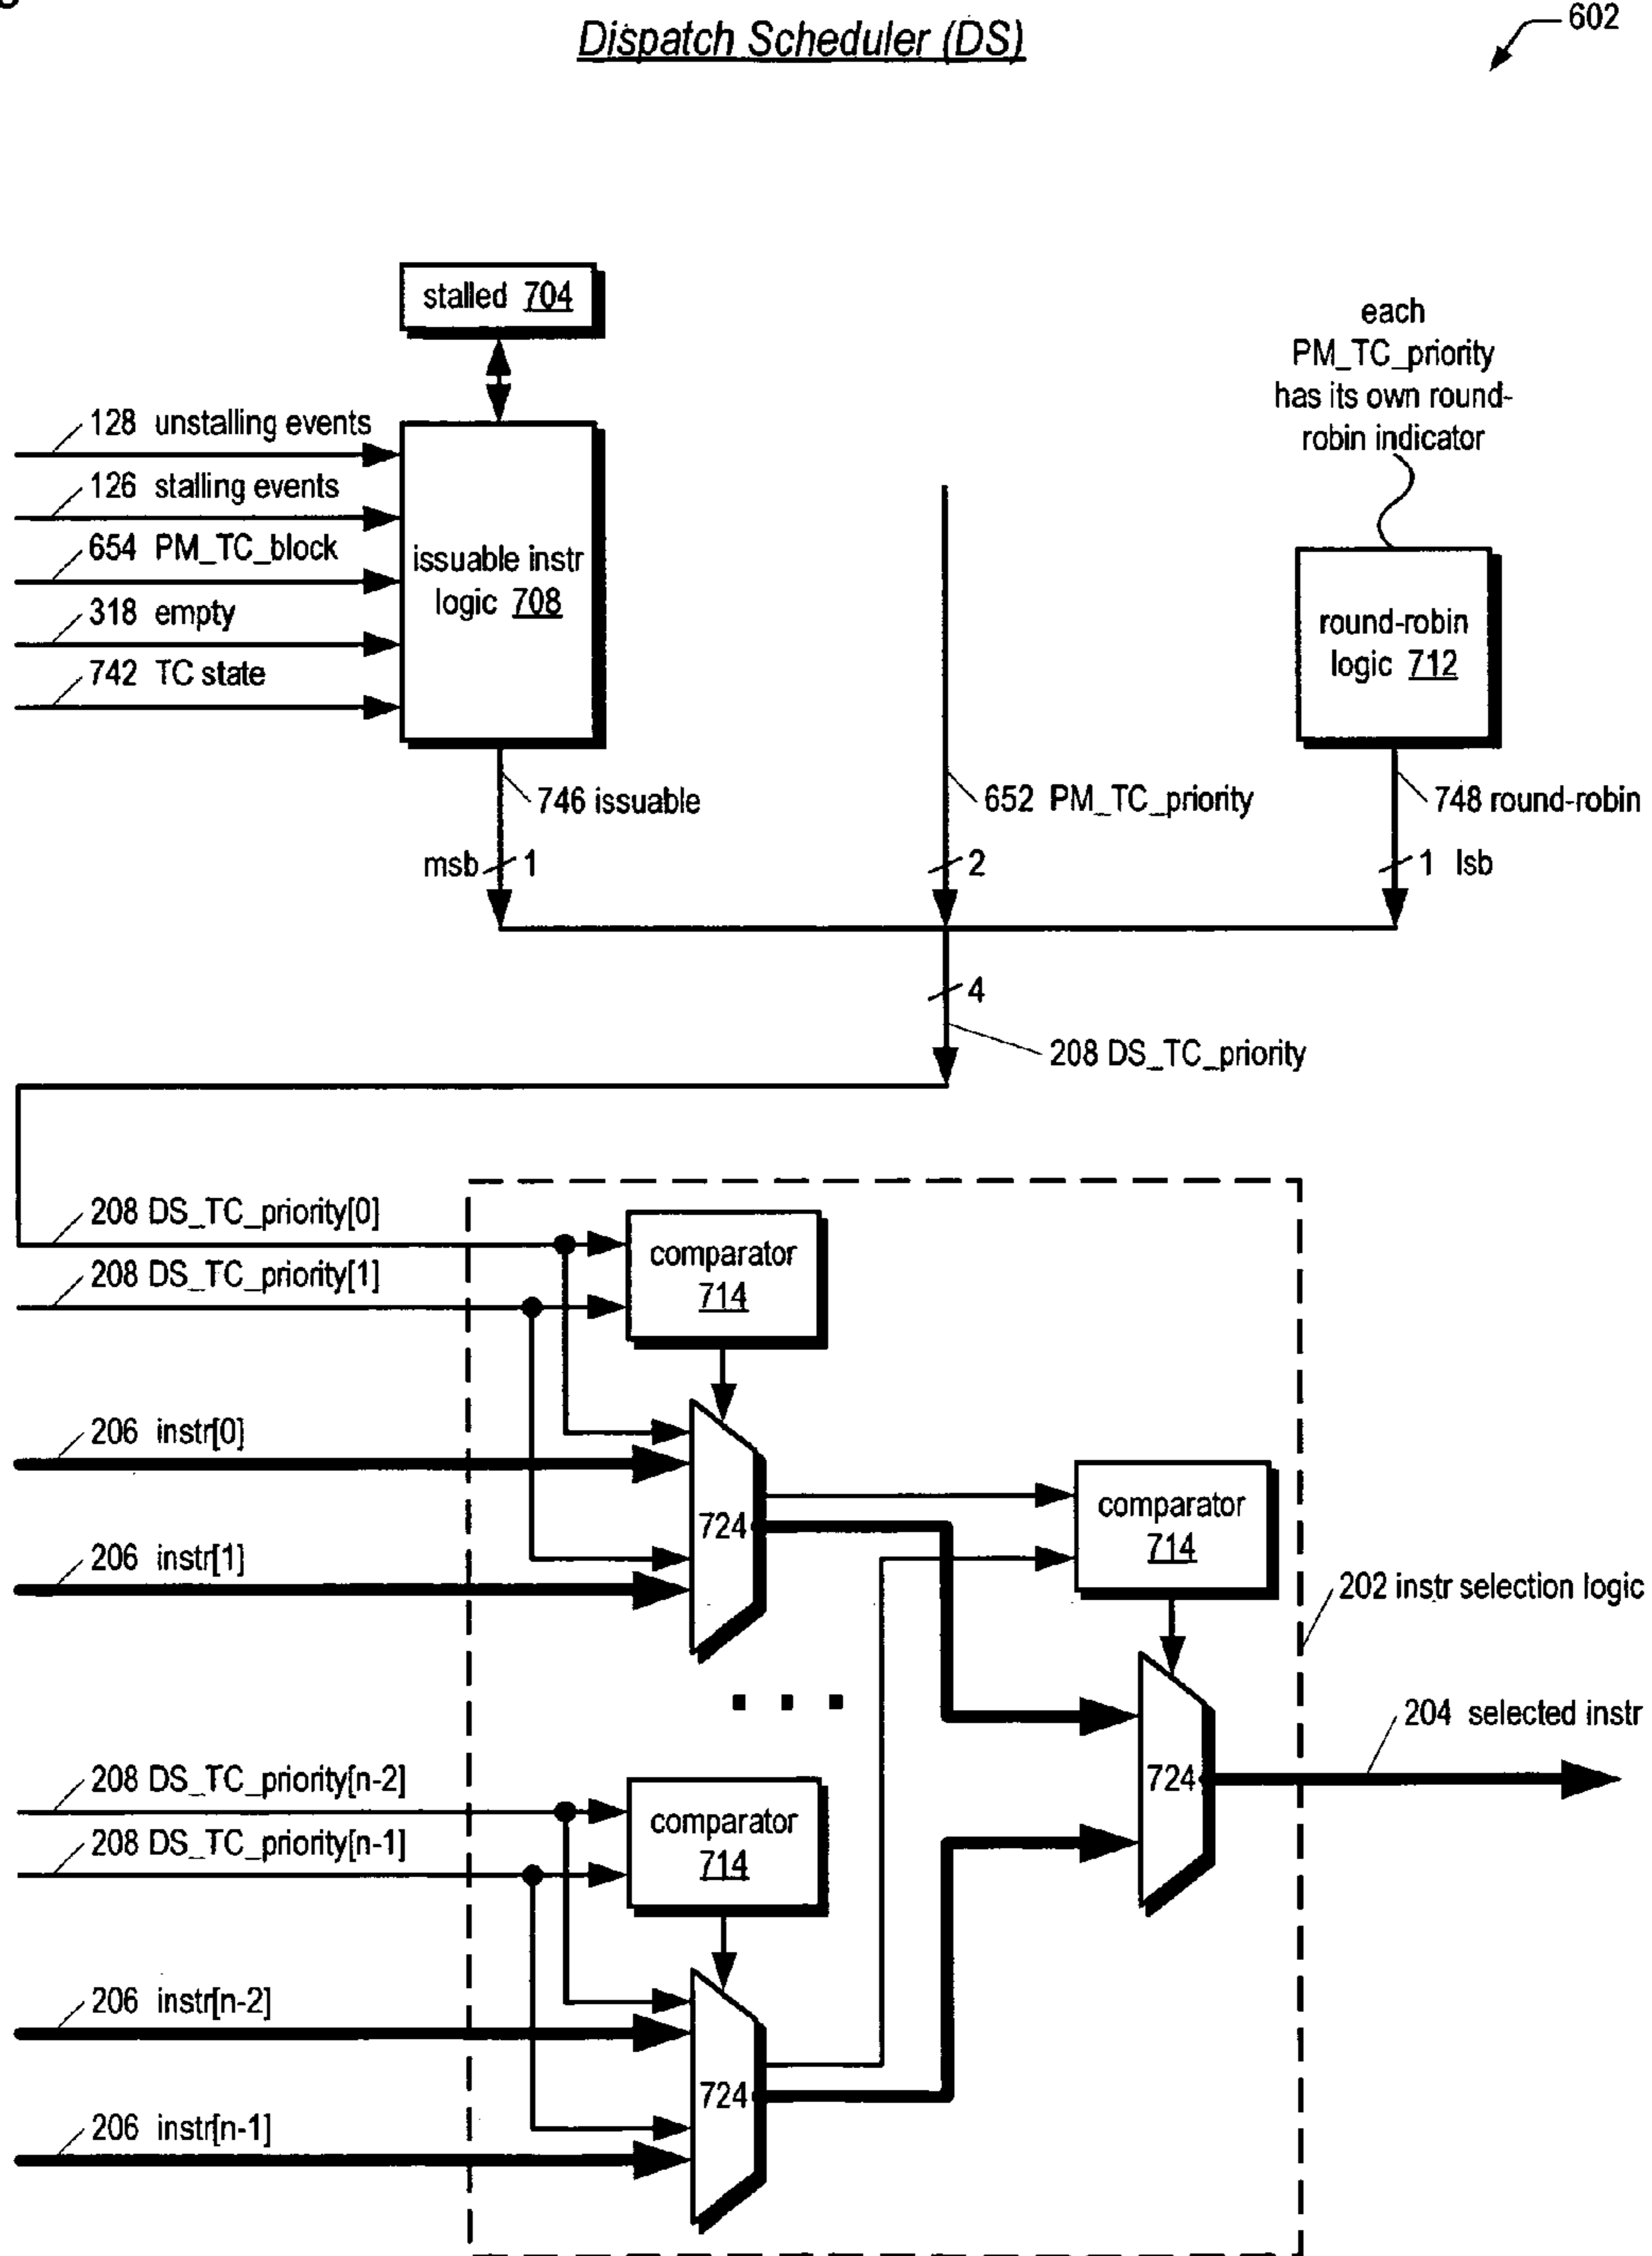 Dispatch Scheduler (DS)
602
stalled 704
each
PM_TC_priority
has its own round-
robin indicator
128 unstalling events
126 stalling events
654 PM_TC_block
318 empty
742 TC state
issuable instr
logic 708
round-robin
logic 712
746 issuable
652 PM_TC_priority
748 round-robin
msb 1
2
1 lsb
4
208 DS_TC_priority
208 DS_TC_priority[0]
208 DS_TC_priority[1]
comparator
714
206 instr[0]
206 instr[1]
724
comparator
714
202 instr selection logic
. . .
204 selected instr
724
208 DS_TC_priority[n-2]
208 DS_TC_priority[n-1]
comparator
714
206 instr[n-2]
206 instr[n-1]
724